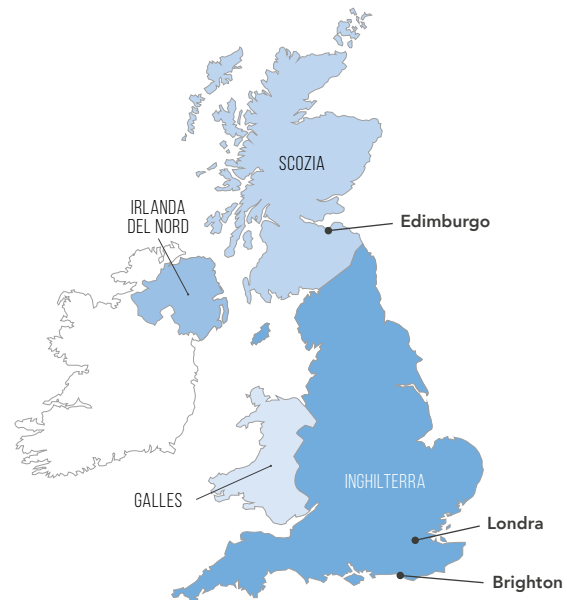 SCOZIA
IRLANDA
DEL NORD
Edimburgo
GALLES
INGHILTERRA
Londra
Brighton